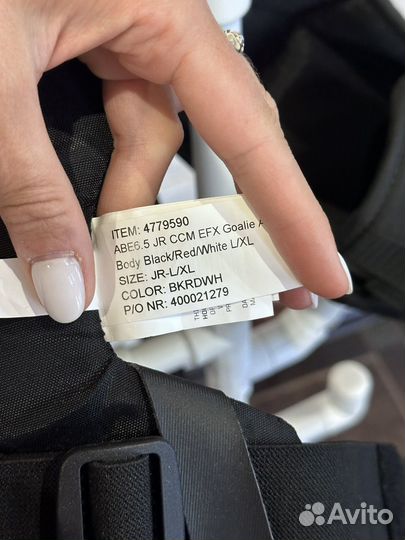 ITEM: 4779590
ABE6.5 JR CCM EFX Goalie A
Body Black/Red/White L/XL
SIZE: JR-L/XL
COLOR: BKRDWH
P/O NR: 400021279
Avito